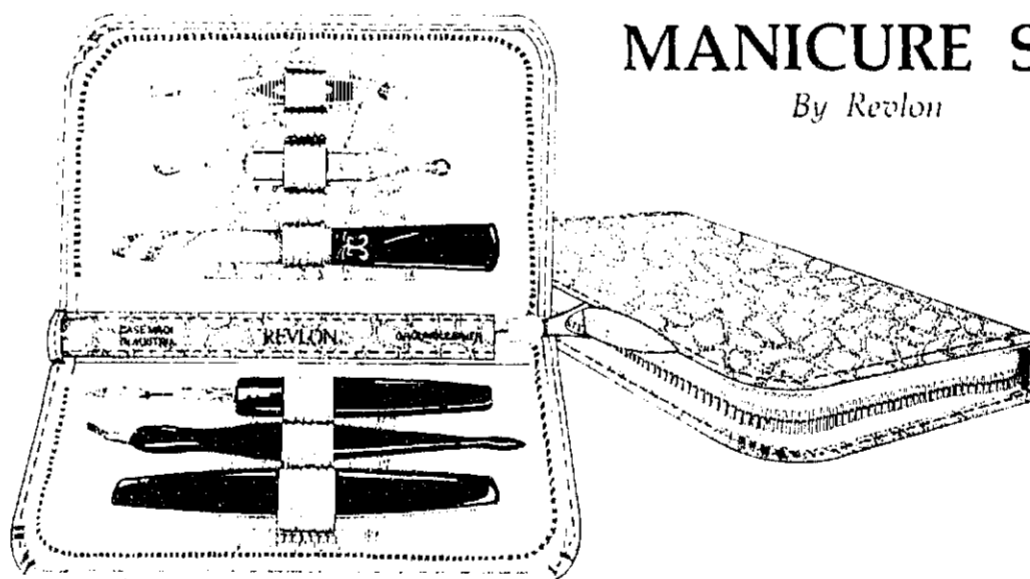 MANICURE S
By Revlon
CASE MADE
IN AUSTRIA
REVLON